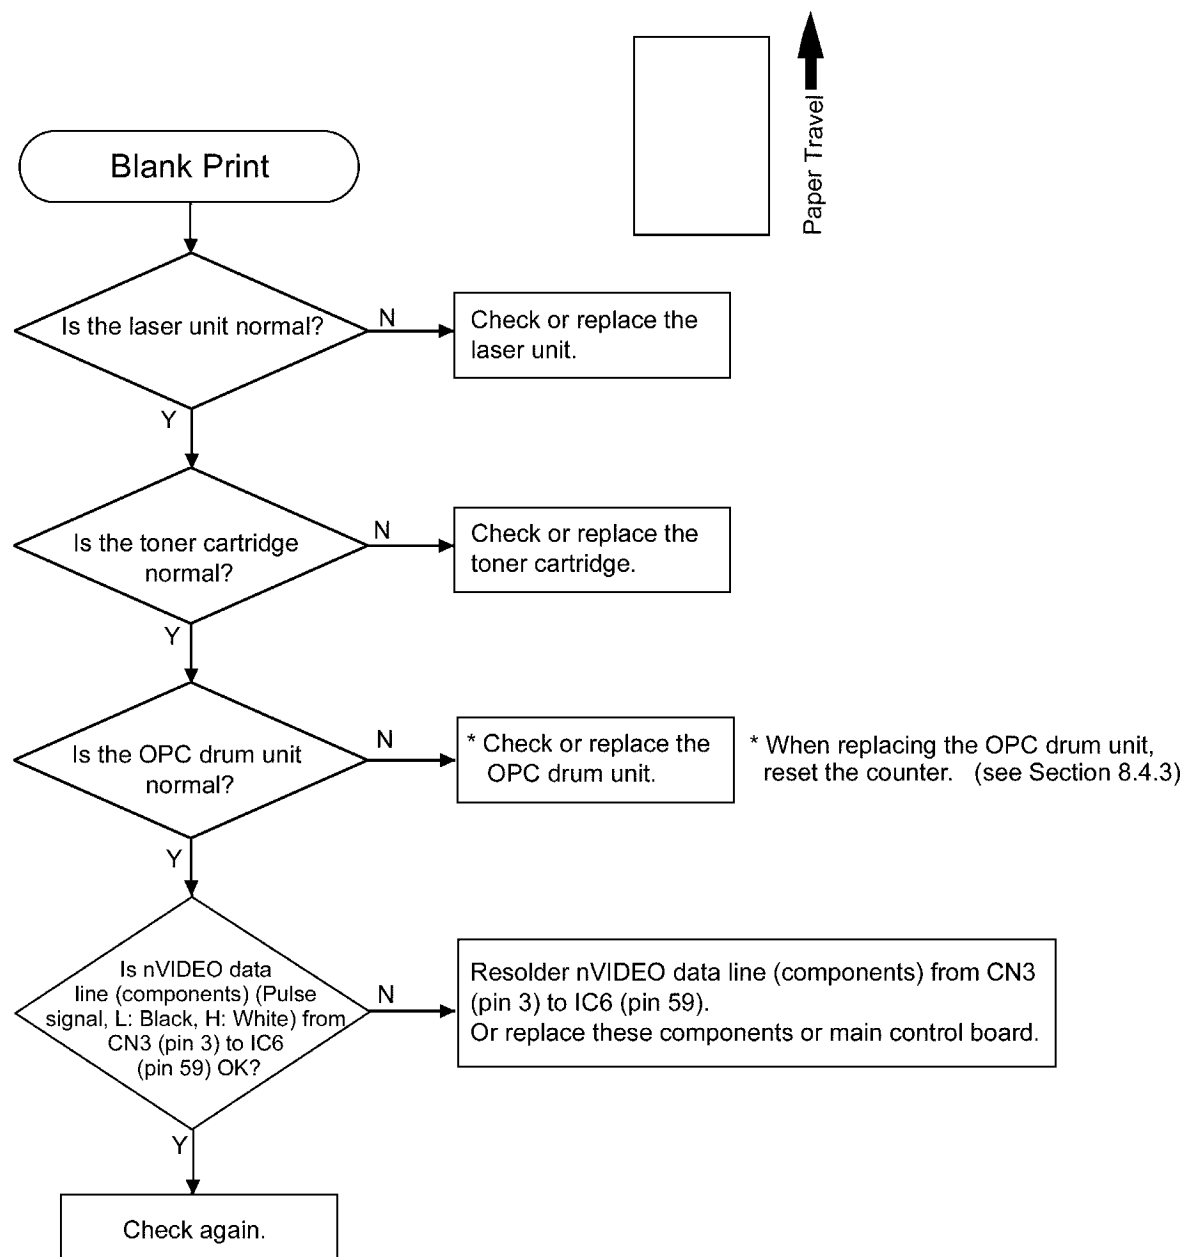 Paper Travel
Blank Print
Is the laser unit normal?
N
Check or replace the
laser unit.
Y
Is the toner cartridge
normal?
N
Check or replace the
toner cartridge.
Y
Is the OPC drum unit
normal?
N
* Check or replace the
OPC drum unit.
* When replacing the OPC drum unit,
reset the counter. (see Section 8.4.3)
Y
Is nVIDEO data
line (components) (Pulse
signal, L: Black, H: White) from
CN3 (pin 3) to IC6
(pin 59) OK?
N
Resolder nVIDEO data line (components) from CN3
(pin 3) to IC6 (pin 59).
Or replace these components or main control board.
Y
Check again.